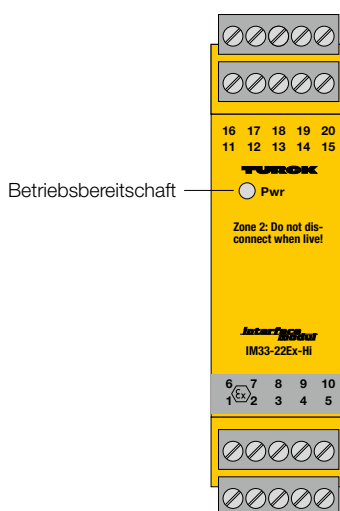 16 17 18 19 20
11 12 13 14 15
TURCK
Betriebsbereitschaft
Pwr
Zone 2: Do not dis-
connect when live!
Interface
Modul
IM33-22Ex-Hi
6 7 8 9 10
Ex
1 2 3 4 5